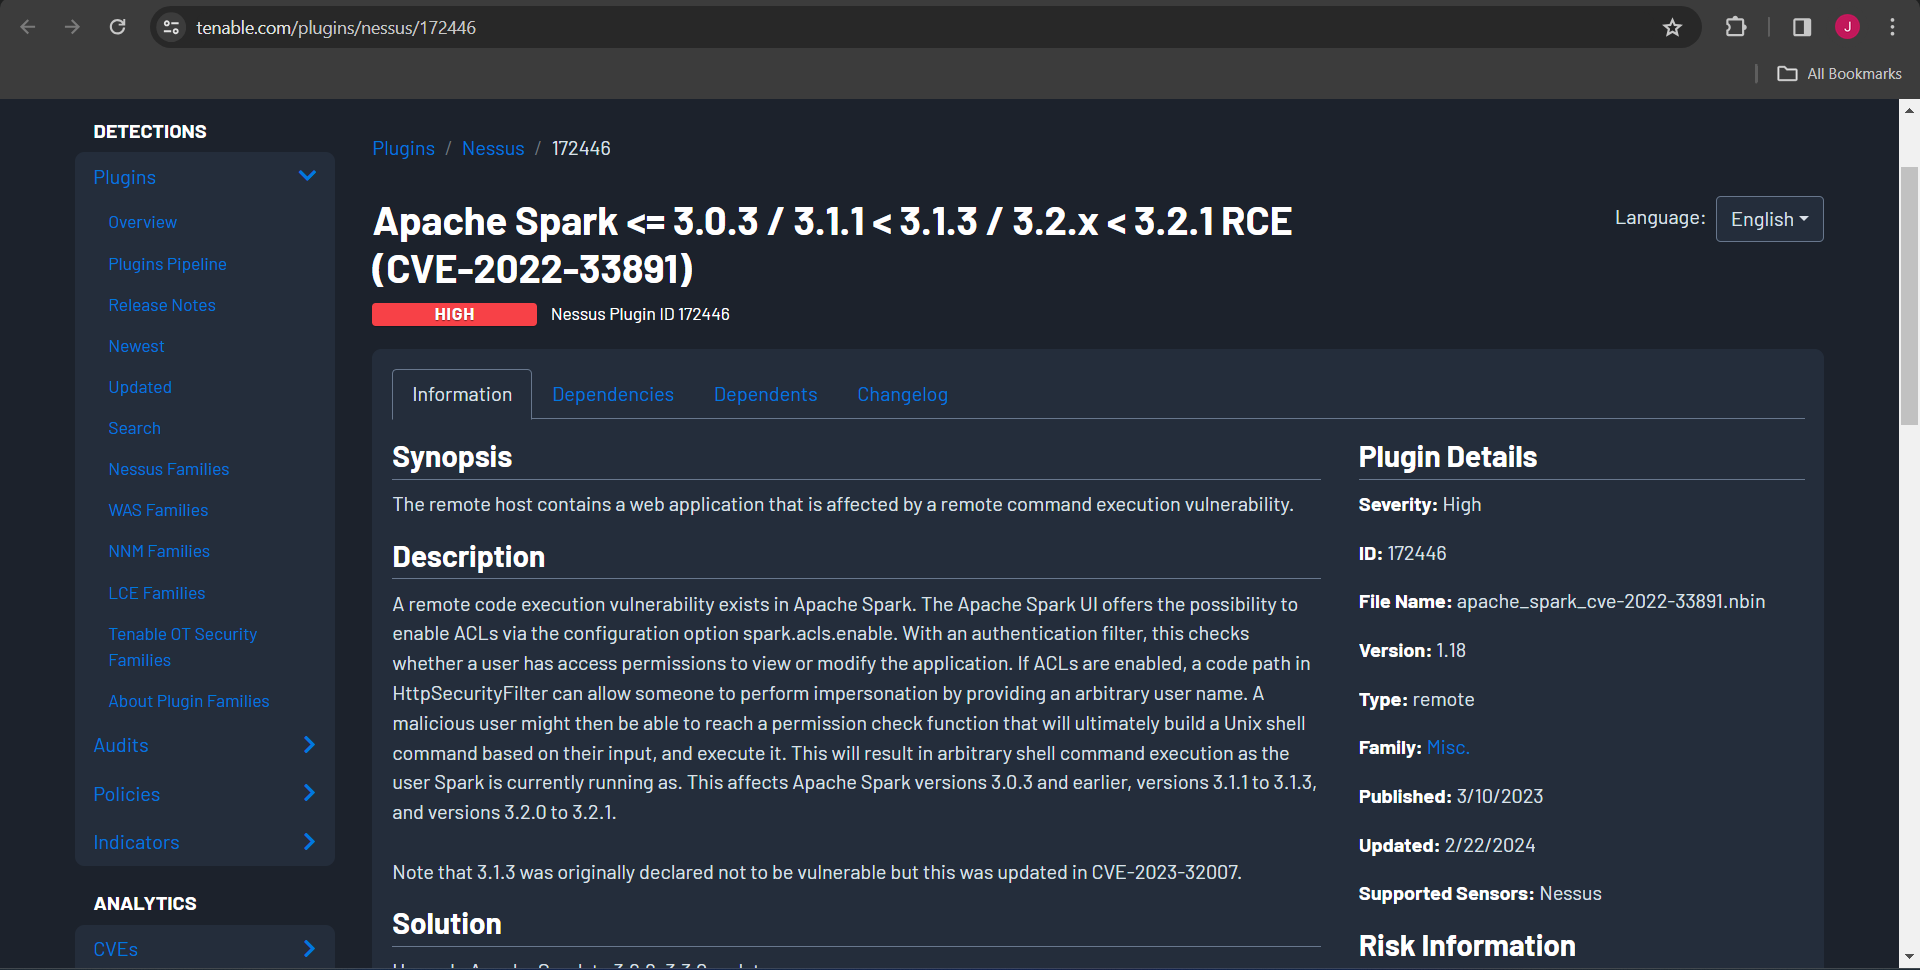 tenable.com/plugins/nessus/172446
J
All Bookmarks
DETECTIONS
Plugins
Overview
Plugins Pipeline
Release Notes
Newest
Updated
Search
Nessus Families
WAS Families
NNM Families
LCE Families
Tenable OT Security
Families
About Plugin Families
Audits
Policies
Indicators
ANALYTICS
CVEs
Plugins / Nessus / 172446
Apache Spark <= 3.0.3 / 3.1.1 < 3.1.3 / 3.2.x < 3.2.1 RCE
(CVE-2022-33891)
Language: English
HIGH Nessus Plugin ID 172446
Information Dependencies Dependents Changelog
Synopsis
The remote host contains a web application that is affected by a remote command execution vulnerability.
Description
A remote code execution vulnerability exists in Apache Spark. The Apache Spark UI offers the possibility to
enable ACLs via the configuration option spark.acls.enable. With an authentication filter, this checks
whether a user has access permissions to view or modify the application. If ACLs are enabled, a code path in
HttpSecurityFilter can allow someone to perform impersonation by providing an arbitrary user name. A
malicious user might then be able to reach a permission check function that will ultimately build a Unix shell
command based on their input, and execute it. This will result in arbitrary shell command execution as the
user Spark is currently running as. This affects Apache Spark versions 3.0.3 and earlier, versions 3.1.1 to 3.1.3,
and versions 3.2.0 to 3.2.1.
Note that 3.1.3 was originally declared not to be vulnerable but this was updated in CVE-2023-32007.
Solution
Plugin Details
Severity: High
ID: 172446
File Name: apache_spark_cve-2022-33891.nbin
Version: 1.18
Type: remote
Family: Misc.
Published: 3/10/2023
Updated: 2/22/2024
Supported Sensors: Nessus
Risk Information